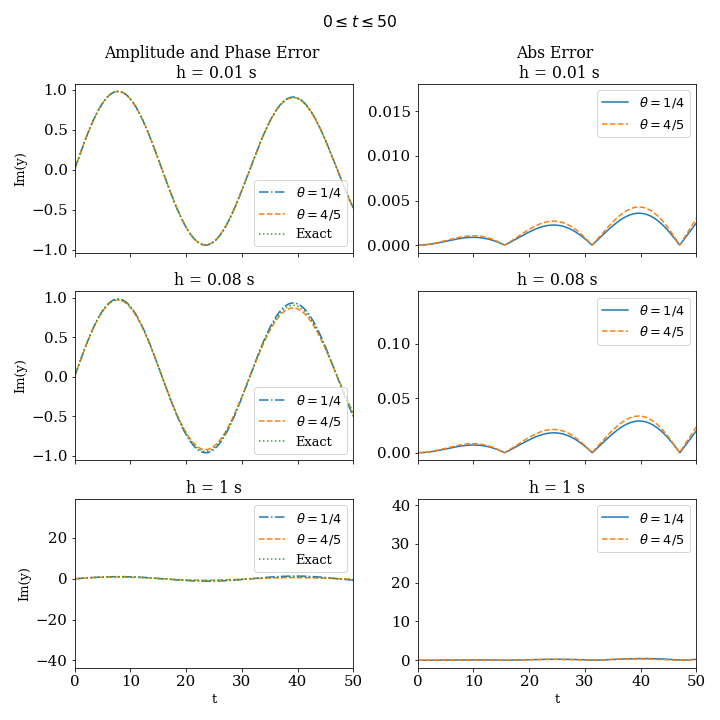 0 ≤ t ≤ 50
Amplitude and Phase Error
h = 0.01 s
1.0
0.5
0.0
−0.5
−1.0
Im(y)
θ = 1/4
θ = 4/5
Exact
Abs Error
h = 0.01 s
0.015
0.010
0.005
0.000
θ = 1/4
θ = 4/5
h = 0.08 s
1.0
0.5
0.0
−0.5
−1.0
Im(y)
θ = 1/4
θ = 4/5
Exact
h = 0.08 s
0.10
0.05
0.00
θ = 1/4
θ = 4/5
h = 1 s
20
0
−20
−40
Im(y)
θ = 1/4
θ = 4/5
Exact
0 10 20 30 40 50
t
h = 1 s
40
30
20
10
0
θ = 1/4
θ = 4/5
0 10 20 30 40 50
t